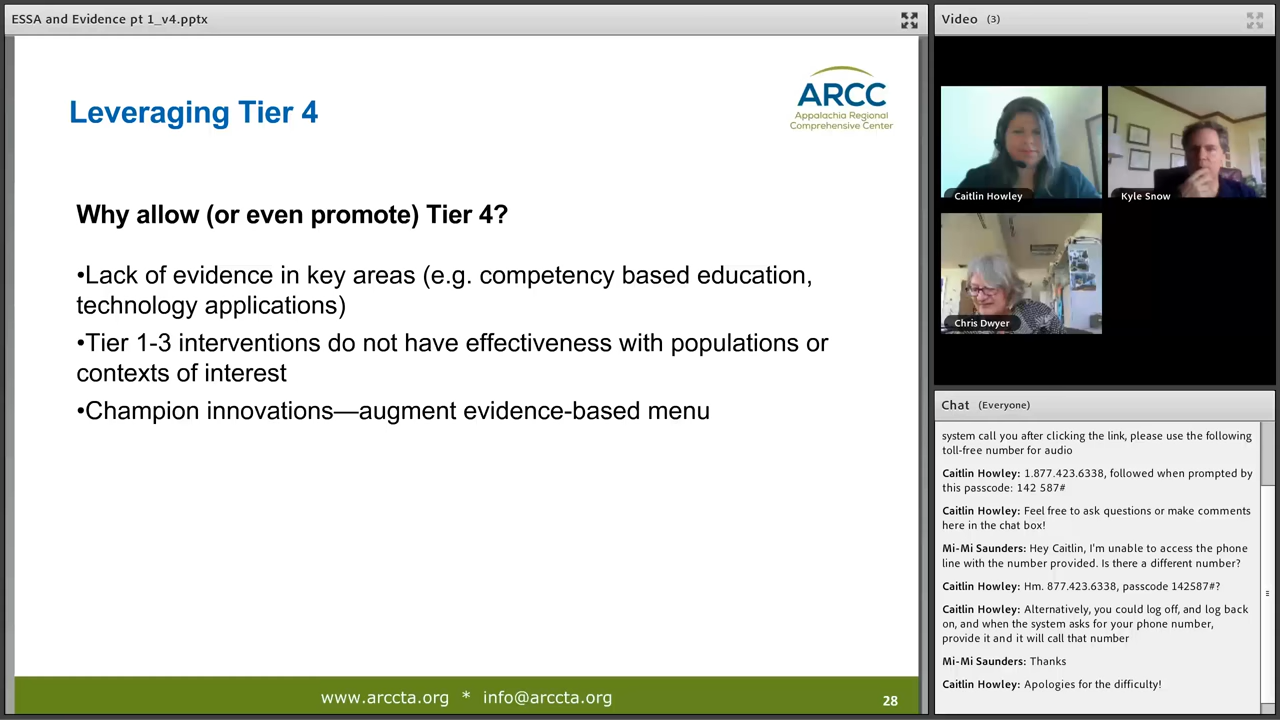 ESSA and Evidence pt 1_v4.pptx
Leveraging Tier 4
ARCC
Appalachia Regional
Comprehensive Center
Why allow (or even promote) Tier 4?
•Lack of evidence in key areas (e.g. competency based education,
technology applications)
•Tier 1-3 interventions do not have effectiveness with populations or
contexts of interest
•Champion innovations—augment evidence-based menu
www.arccta.org * info@arccta.org
28
Video (3)
Caitlin Howley
Kyle Snow
Chris Dwyer
Chat (Everyone)
system call you after clicking the link, please use the following
toll-free number for audio
Caitlin Howley: 1.877.423.6338, followed when prompted by
this passcode: 142 587#
Caitlin Howley: Feel free to ask questions or make comments
here in the chat box!
Mi-Mi Saunders: Hey Caitlin, I'm unable to access the phone
line with the number provided. Is there a different number?
Caitlin Howley: Hm. 877.423.6338, passcode 142587#?
Caitlin Howley: Alternatively, you could log off, and log back
on, and when the system asks for your phone number,
provide it and it will call that number
Mi-Mi Saunders: Thanks
Caitlin Howley: Apologies for the difficulty!